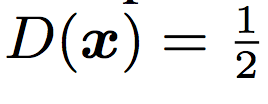 D(x) = 1/2